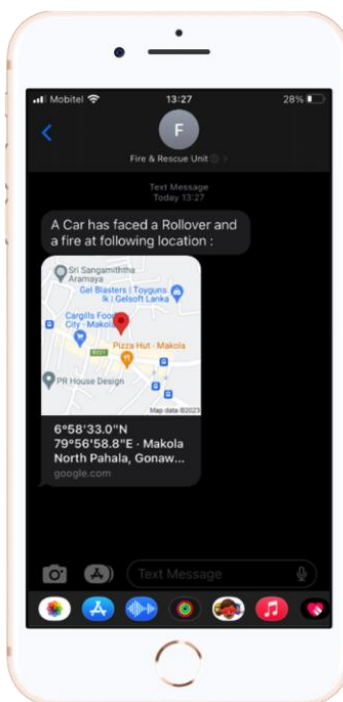 Mobitel 13:27 28%
F
Fire & Rescue Unit
Text Message
Today 13:27
A Car has faced a Rollover and
a fire at following location :
Sri Sangamiththa
Aramaya
Gel Blasters | Toyguns
lk | Gelsoft Lanka
Cargills Food
City - Makola
Pizza Hut - Makola
PR House Design
Map data ©2023
6°58'33.0"N
79°56'58.8"E · Makola
North Pahala, Gonaw...
google.com
Text Message